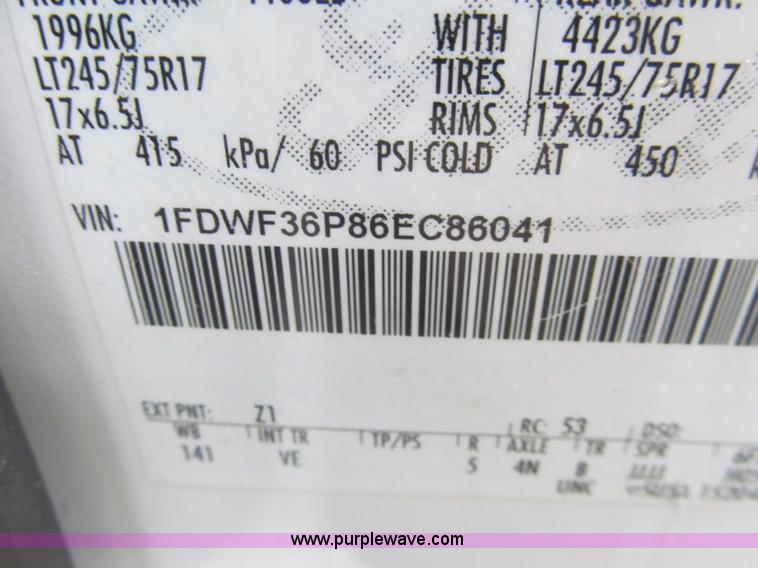 1996KG WITH 4423KG
LT245/75R17 TIRES LT245/75R17
17x6.5J RIMS 17x6.5J
AT 415 kPa/ 60 PSI COLD AT 450
VIN: 1FDWF36P86EC86041
EXT PNT: Z1 RC: 53 DSO:
WB INT TR TP/PS R AXLE TR SPR
141 VE 5 4N B
www.purplewave.com